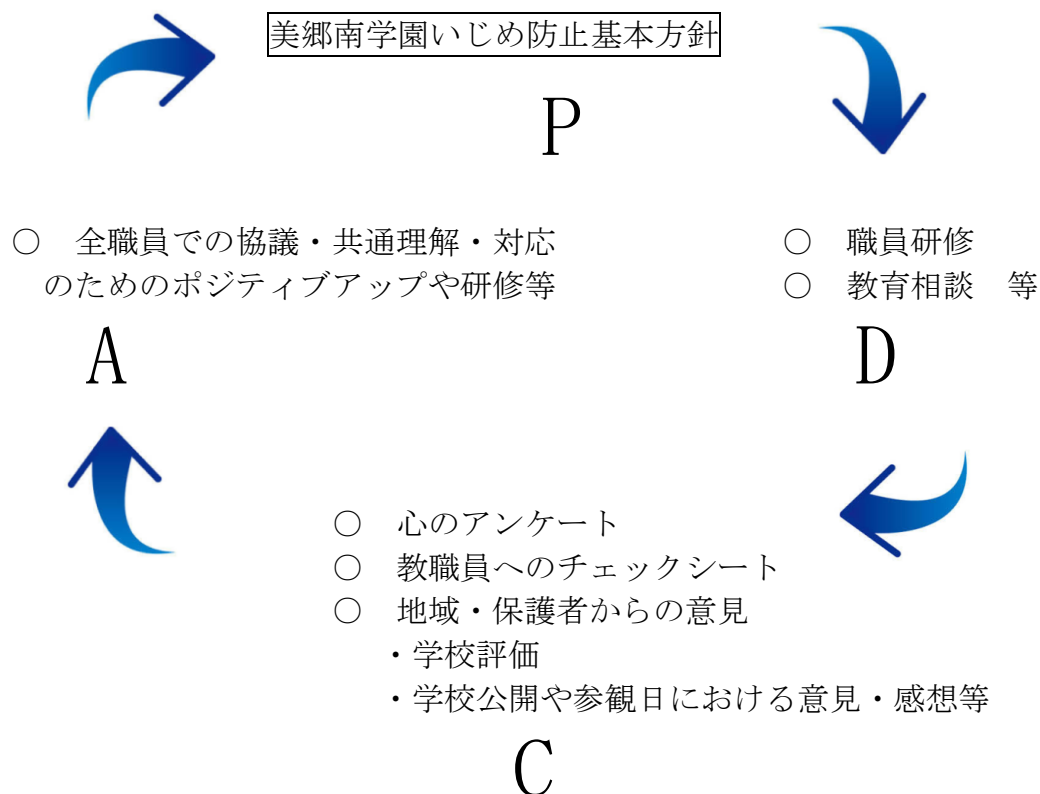 美郷南学園いじめ防止基本方針
P
○　全職員での協議・共通理解・対応
のためのポジティブアップや研修等
A
○　職員研修
○　教育相談　等
D
○　心のアンケート
○　教職員へのチェックシート
○　地域・保護者からの意見
・学校評価
・学校公開や参観日における意見・感想等
C